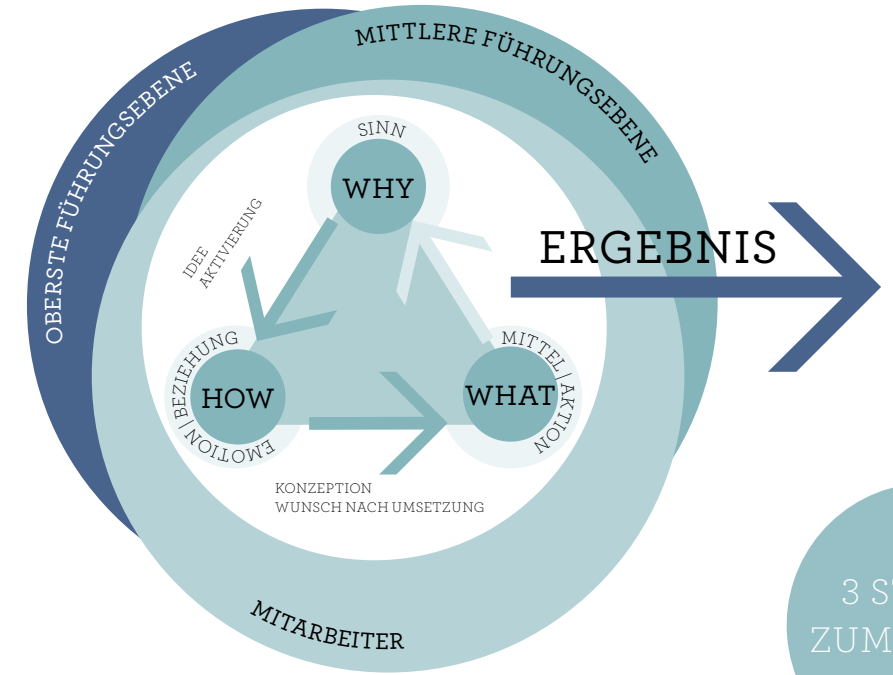 MITTLERE FÜHRUNGSEBENE
OBERSTE FÜHRUNGSEBENE
SINN
WHY
IDEE
AKTIVIERUNG
ERGEBNIS
EMOTION | BEZIEHUNG
HOW
MITTEL | AKTION
WHAT
KONZEPTION
WUNSCH NACH UMSETZUNG
MITARBEITER
3
ZUM